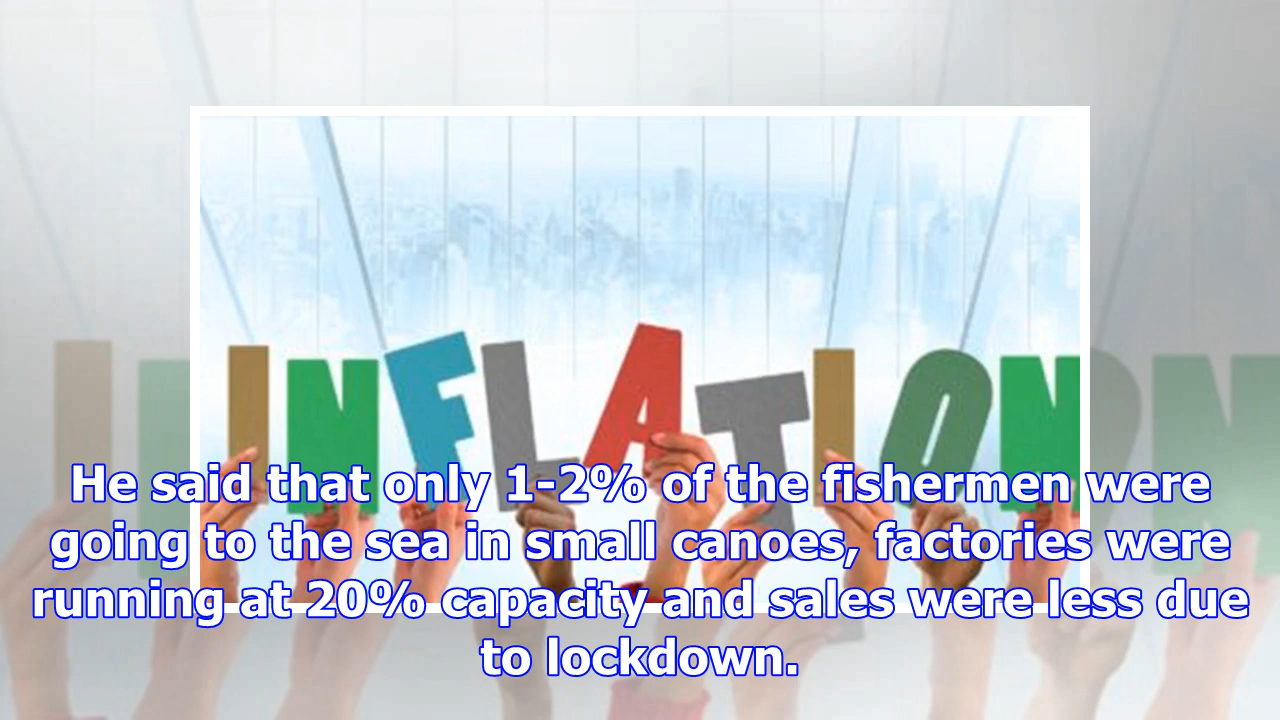 INFLATION
He said that only 1-2% of the fishermen were
going to the sea in small canoes, factories were
running at 20% capacity and sales were less due
to lockdown.